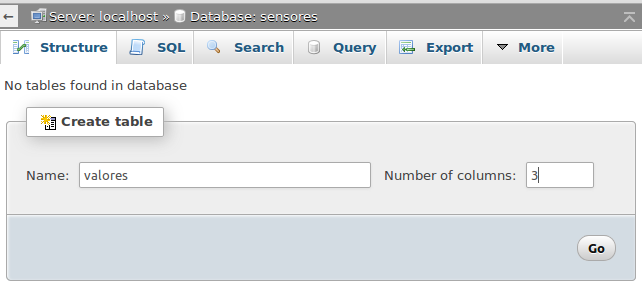 ← Server: localhost » Database: sensores
Structure SQL Search Query Export More
No tables found in database
Create table
Name: valores Number of columns: 3
Go